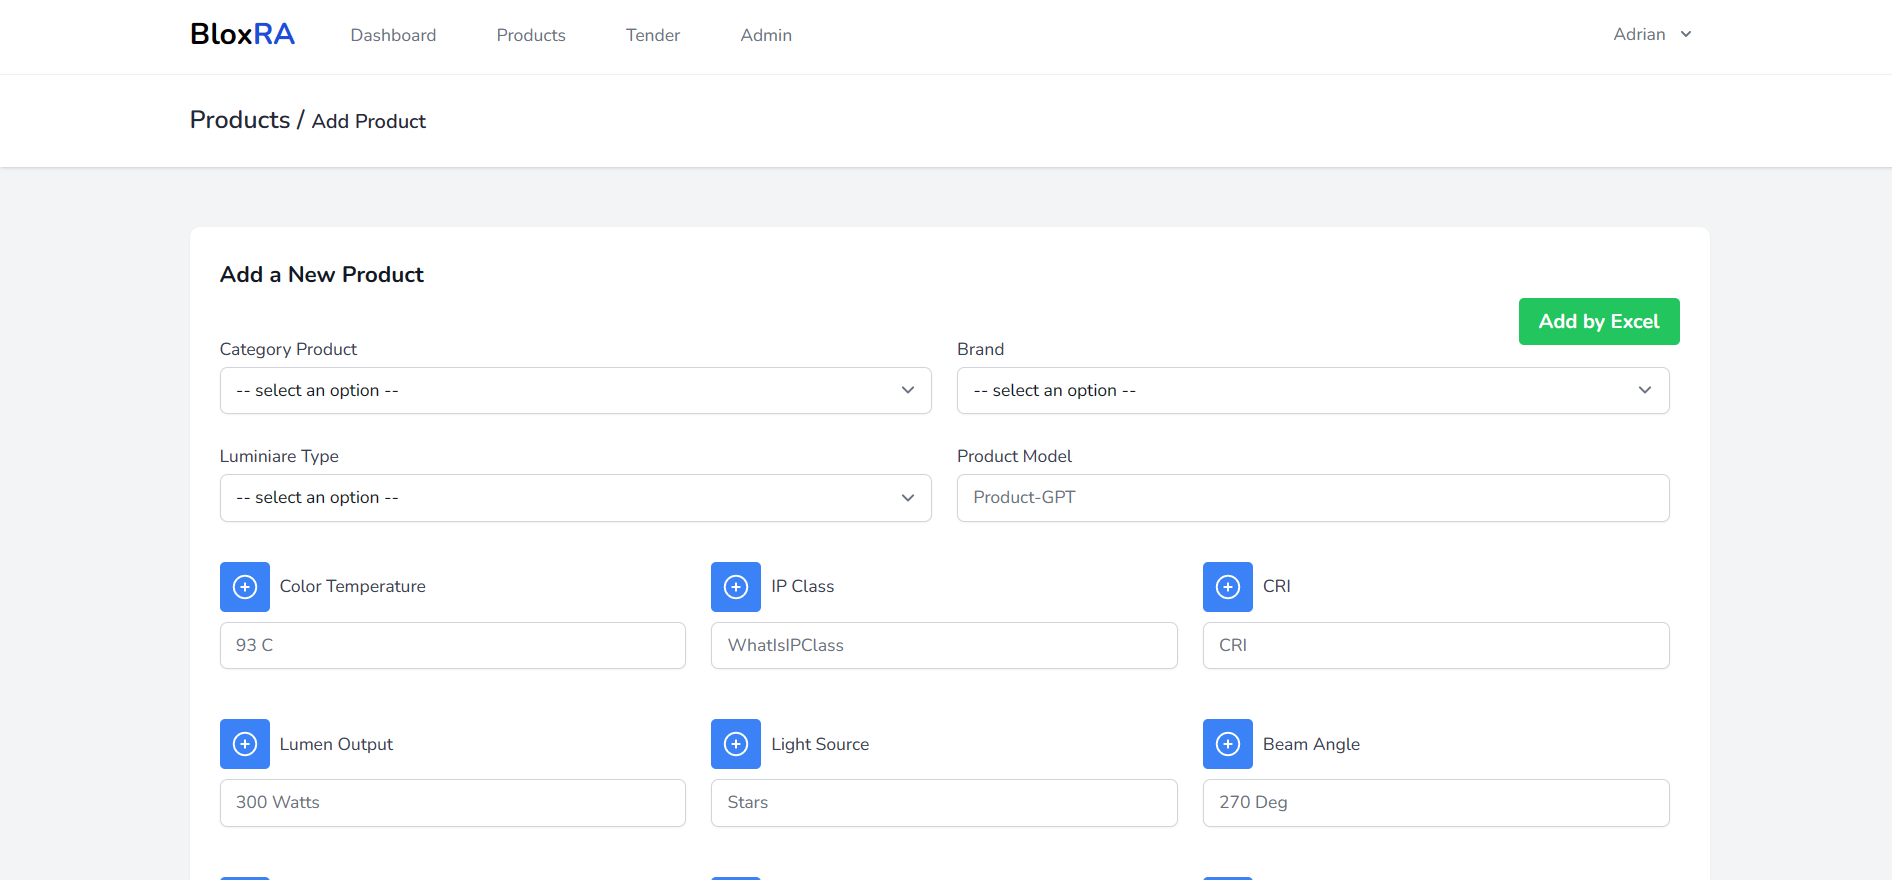 BloxRA Dashboard Products Tender Admin Adrian
Products / Add Product
Add a New Product
Add by Excel
Category Product Brand
-- select an option -- -- select an option --
Luminiare Type Product Model
-- select an option -- Product-GPT
Color Temperature IP Class CRI
93 C WhatIsIPClass CRI
Lumen Output Light Source Beam Angle
300 Watts Stars 270 Deg